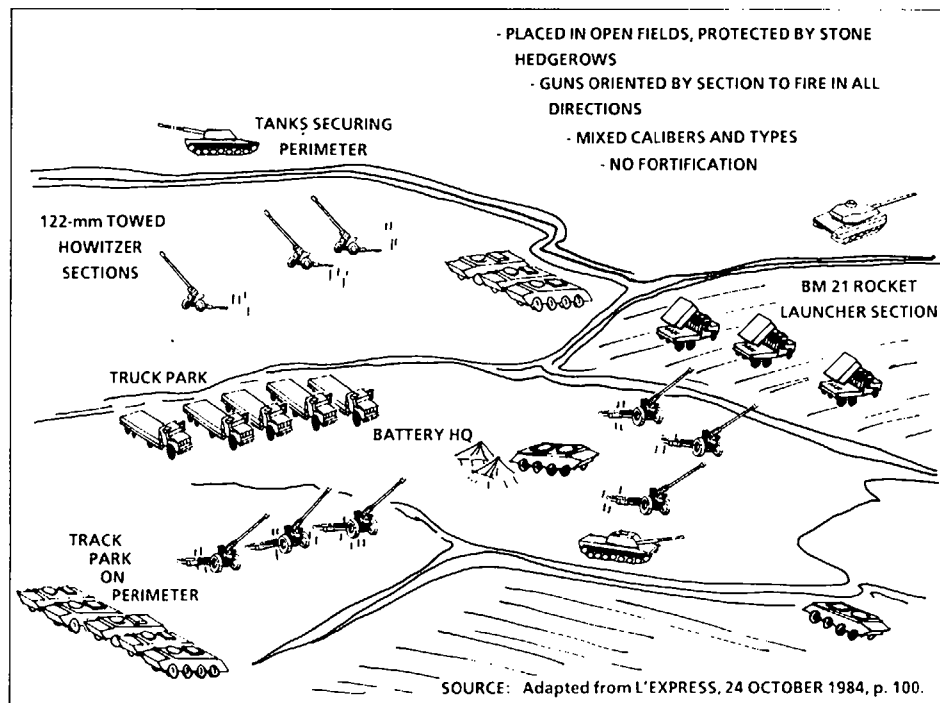 - PLACED IN OPEN FIELDS, PROTECTED BY STONE
HEDGEROWS
- GUNS ORIENTED BY SECTION TO FIRE IN ALL
DIRECTIONS
- MIXED CALIBERS AND TYPES
- NO FORTIFICATION
TANKS SECURING
PERIMETER
122-mm TOWED
HOWITZER
SECTIONS
BM 21 ROCKET
LAUNCHER SECTION
TRUCK PARK
BATTERY HQ
TRACK
PARK
ON
PERIMETER
SOURCE: Adapted from L'EXPRESS, 24 OCTOBER 1984, p. 100.